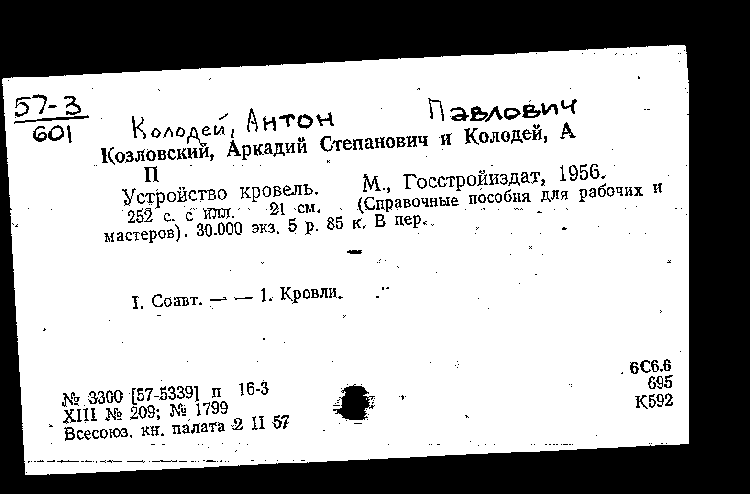 57-3
601
Колодей, Антон Павлович
Козловский, Аркадий Степанович и Колодей, А
П
Устройство кровель. М., Госстройиздат, 1956.
252 с. с илл. 21 см. (Справочные пособия для рабочих и
мастеров). 30.000 экз. 5 р. 85 к. В пер.
I. Соавт. — — 1. Кровли.
№ 3300 [57-5339] п 16-3
XIII № 209; № 1799
Всесоюз. кн. палата 2 II 57
6С6.6
695
К592